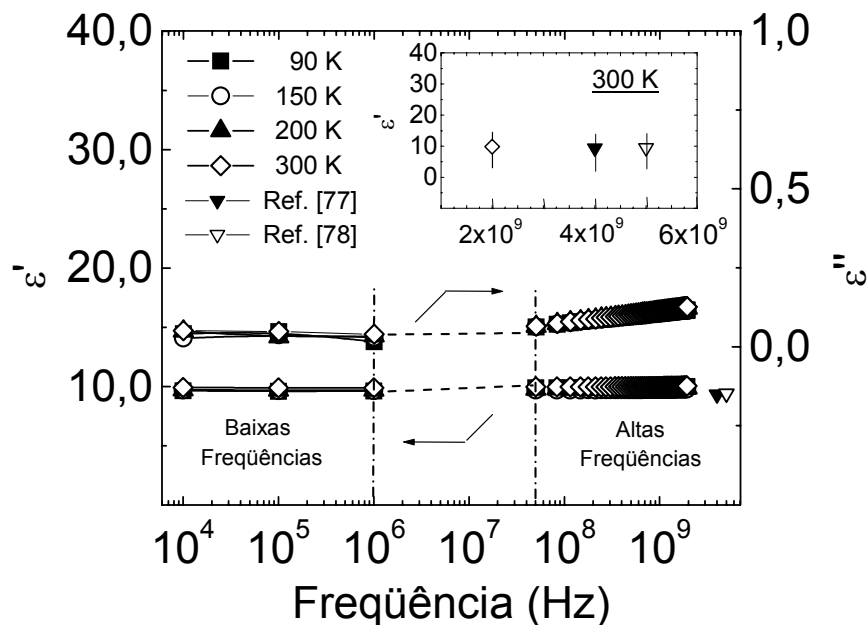 40,0
30,0
20,0
10,0
ε'
1,0
0,5
0,0
ε"
90 K
150 K
200 K
300 K
Ref. [77]
Ref. [78]
40
30
20
10
0
ε'
300 K
2x10⁹
4x10⁹
6x10⁹
Baixas
Freqüências
Altas
Freqüências
10⁴
10⁵
10⁶
10⁷
10⁸
10⁹
Freqüência (Hz)